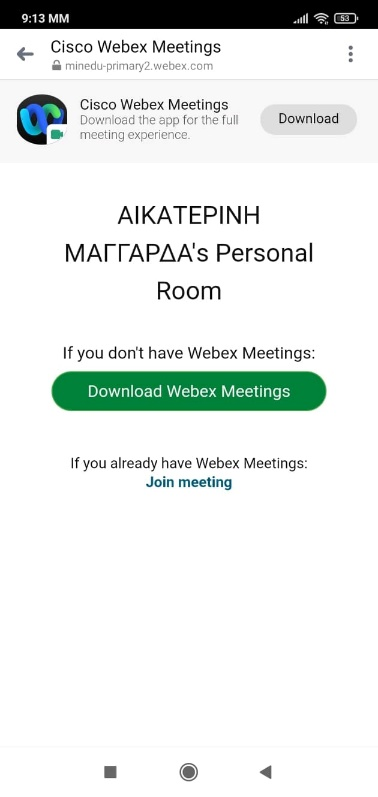 9:13 MM
53
Cisco Webex Meetings
minedu-primary2.webex.com
Cisco Webex Meetings
Download the app for the full
meeting experience.
Download
ΑΙΚΑΤΕΡΙΝΗ
ΜΑΓΓΑΡΔΑ's Personal
Room
If you don't have Webex Meetings:
Download Webex Meetings
If you already have Webex Meetings:
Join meeting